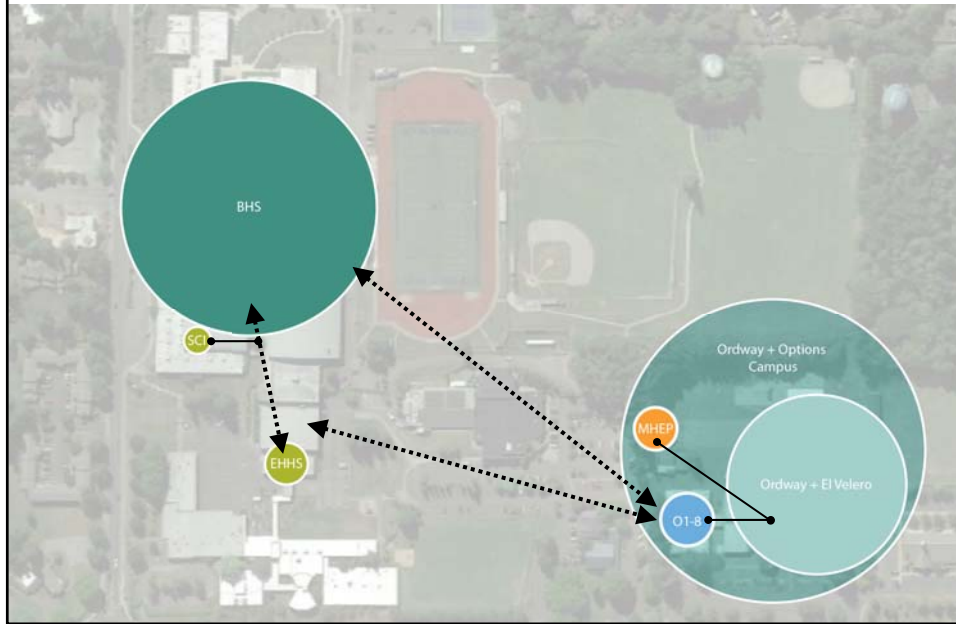 BHS
SCI
EHHS
Ordway + Options
Campus
MHEP
Ordway + El Velero
O1-8